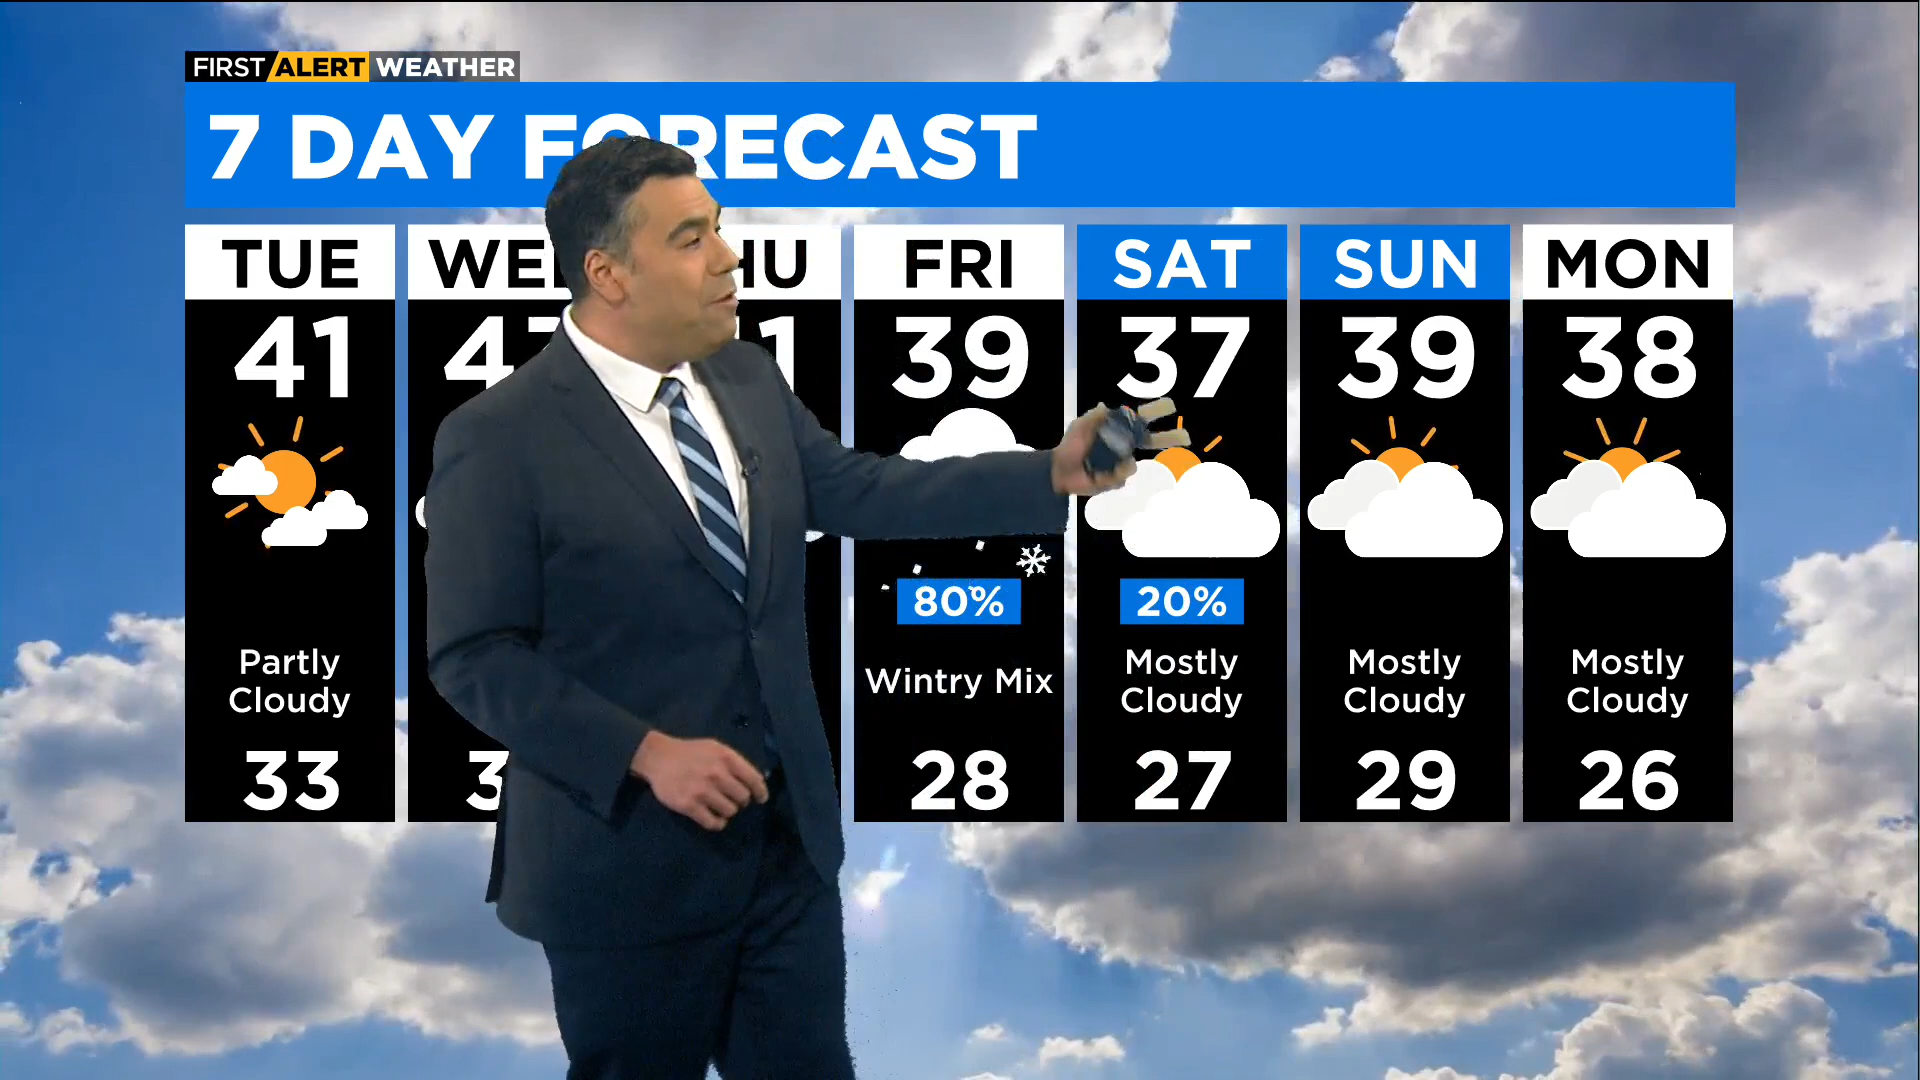 FIRST ALERT WEATHER
7 DAY FORECAST
TUE
41
Partly
Cloudy
33
FRI
39
80%
Wintry Mix
28
SAT
37
20%
Mostly
Cloudy
27
SUN
39
Mostly
Cloudy
29
MON
38
Mostly
Cloudy
26